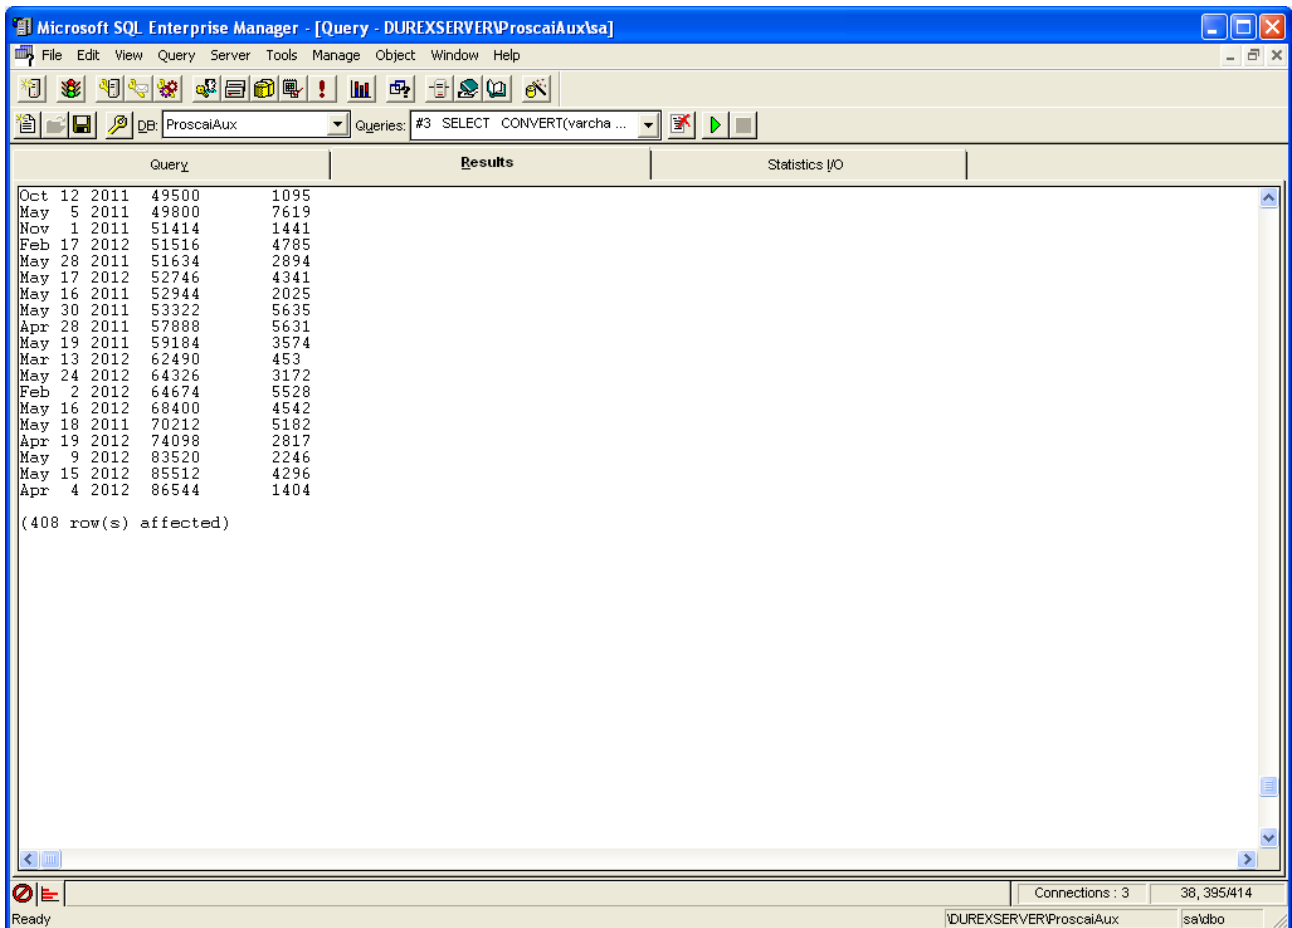 Microsoft SQL Enterprise Manager - [Query - DUREXSERVER\ProscaiAux\sa]
File Edit View Query Server Tools Manage Object Window Help
DB: ProscaiAux Queries: #3 SELECT CONVERT(varcha ...
Query Results Statistics I/O
Oct 12 2011 49500 1095
May 5 2011 49800 7619
Nov 1 2011 51414 1441
Feb 17 2012 51516 4785
May 28 2011 51634 2894
May 17 2012 52746 4341
May 16 2011 52944 2025
May 30 2011 53322 5635
Apr 28 2011 57888 5631
May 19 2011 59184 3574
Mar 13 2012 62490 453
May 24 2012 64326 3172
Feb 2 2012 64674 5528
May 16 2012 68400 4542
May 18 2011 70212 5182
Apr 19 2012 74098 2817
May 9 2012 83520 2246
May 15 2012 85512 4296
Apr 4 2012 86544 1404
(408 row(s) affected)
Connections : 3 38, 395/414
Ready \DUREXSERVER\ProscaiAux sa\dbo